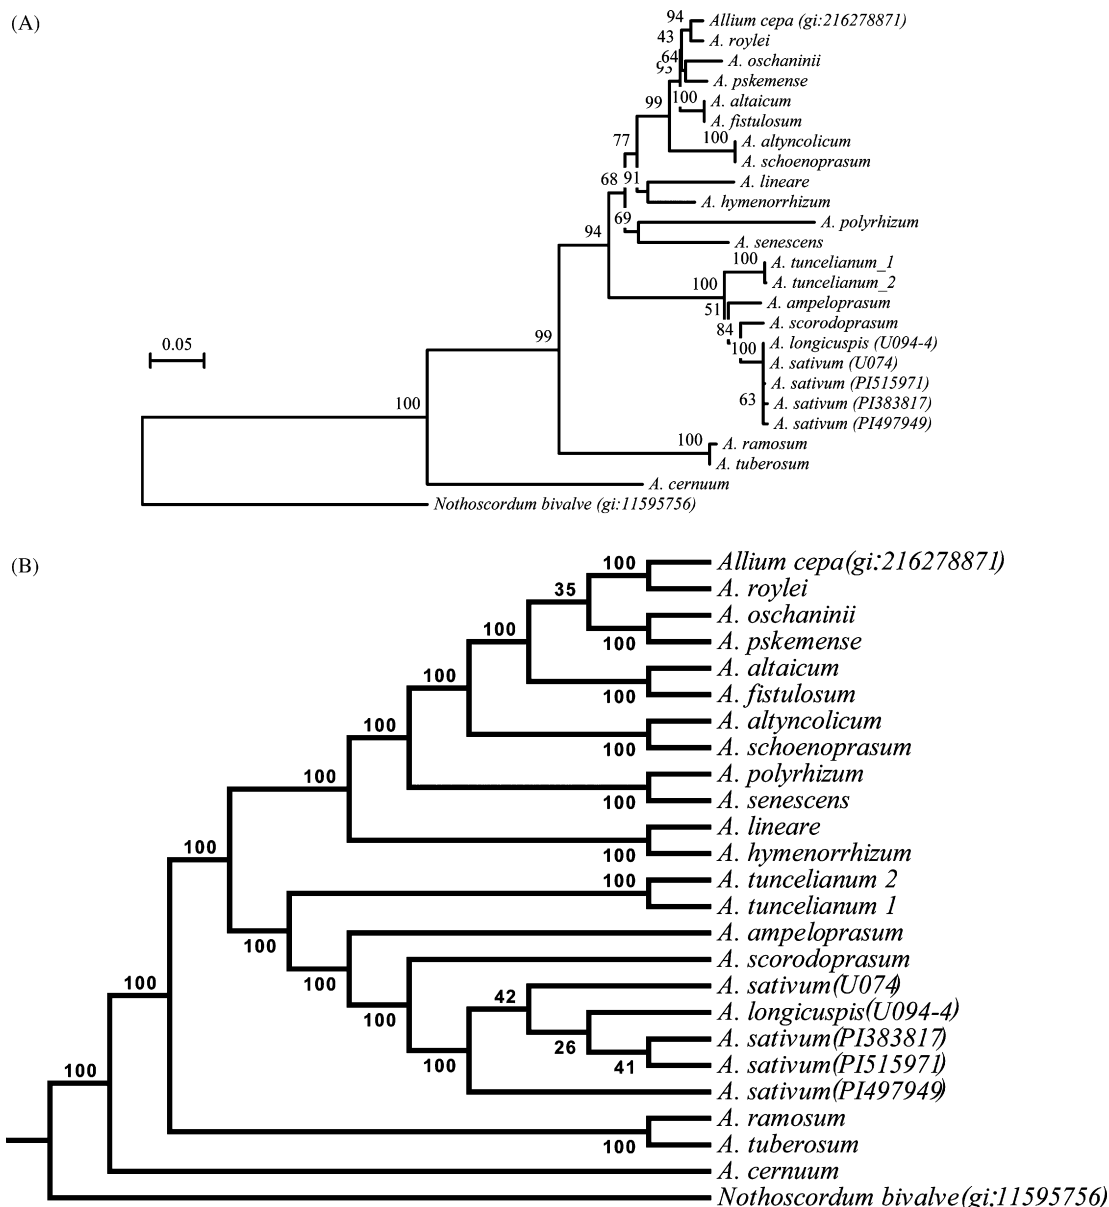 (A)
94
Allium cepa (gi:216278871)
43
A. roylei
64
A. oschaninii
93
A. pskemense
100
A. altaicum
99
A. fistulosum
100
A. altyncolicum
77
A. schoenoprasum
68
91
A. lineare
A. hymenorrhizum
69
A. polyrhizum
94
A. senescens
100
A. tuncelianum_1
100
A. tuncelianum_2
51
A. ampeloprasum
84
A. scorodoprasum
0.05
99
100
A. longicuspis (U094-4)
A. sativum (U074)
A. sativum (PI515971)
63
A. sativum (PI383817)
100
A. sativum (PI497949)
100
A. ramosum
A. tuberosum
A. cernuum
Nothoscordum bivalve (gi:11595756)
(B)
100
Allium cepa(gi:216278871)
35
A. roylei
A. oschaninii
100
100
A. pskemense
100
A. altaicum
100
A. fistulosum
100
A. altyncolicum
100
A. schoenoprasum
100
A. polyrhizum
100
A. senescens
A. lineare
100
100
A. hymenorrhizum
100
A. tuncelianum 2
A. tuncelianum 1
100
A. ampeloprasum
100
A. scorodoprasum
100
A. sativum(U074)
42
100
A. longicuspis(U094-4)
26
A. sativum(PI383817)
100
41
A. sativum(PI515971)
100
A. sativum(PI497949)
A. ramosum
100
A. tuberosum
A. cernuum
Nothoscordum bivalve(gi:11595756)